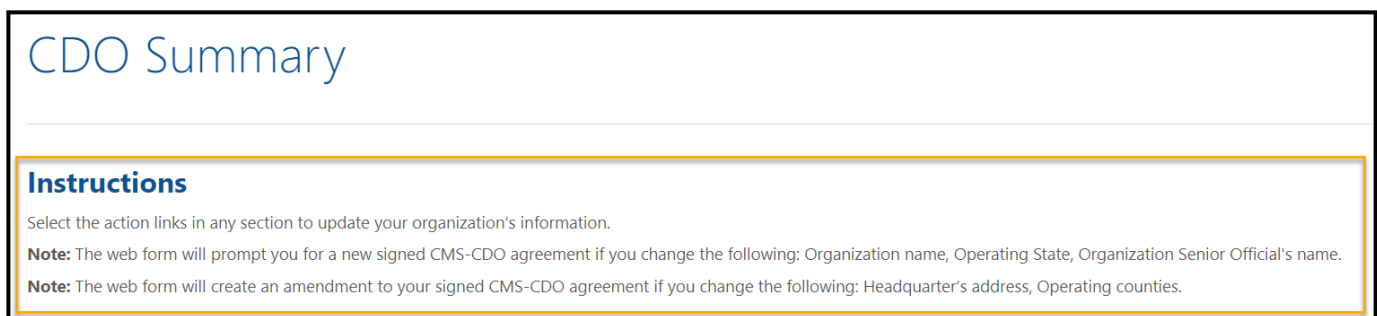 CDO Summary
Instructions
Select the action links in any section to update your organization's information.
Note: The web form will prompt you for a new signed CMS-CDO agreement if you change the following: Organization name, Operating State, Organization Senior Official's name.
Note: The web form will create an amendment to your signed CMS-CDO agreement if you change the following: Headquarter's address, Operating counties.